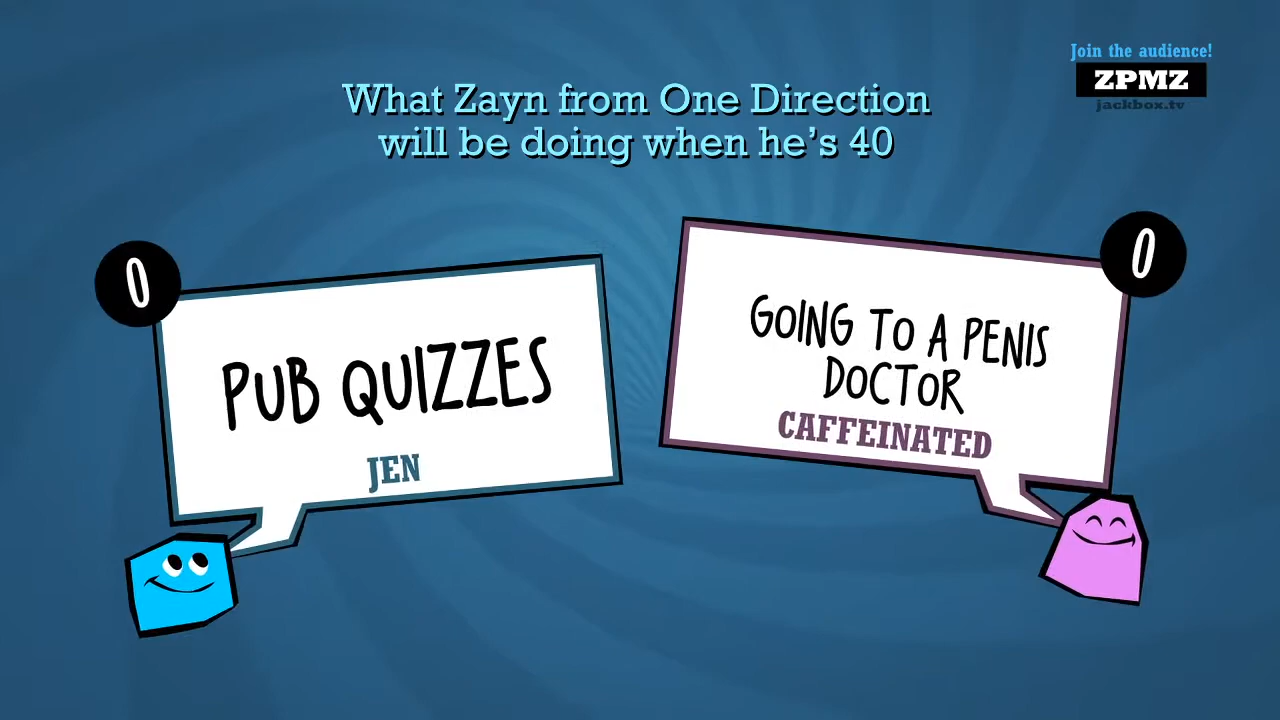 Join the audience!
ZPMZ
jackbox.tv
What Zayn from One Direction
will be doing when he's 40
0
PUB QUIZZES
JEN
0
GOING TO A PENIS
DOCTOR
CAFFEINATED